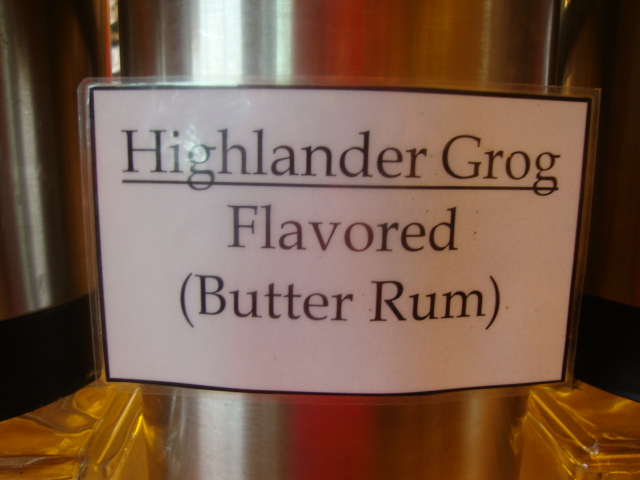 Highlander Grog
Flavored
(Butter Rum)